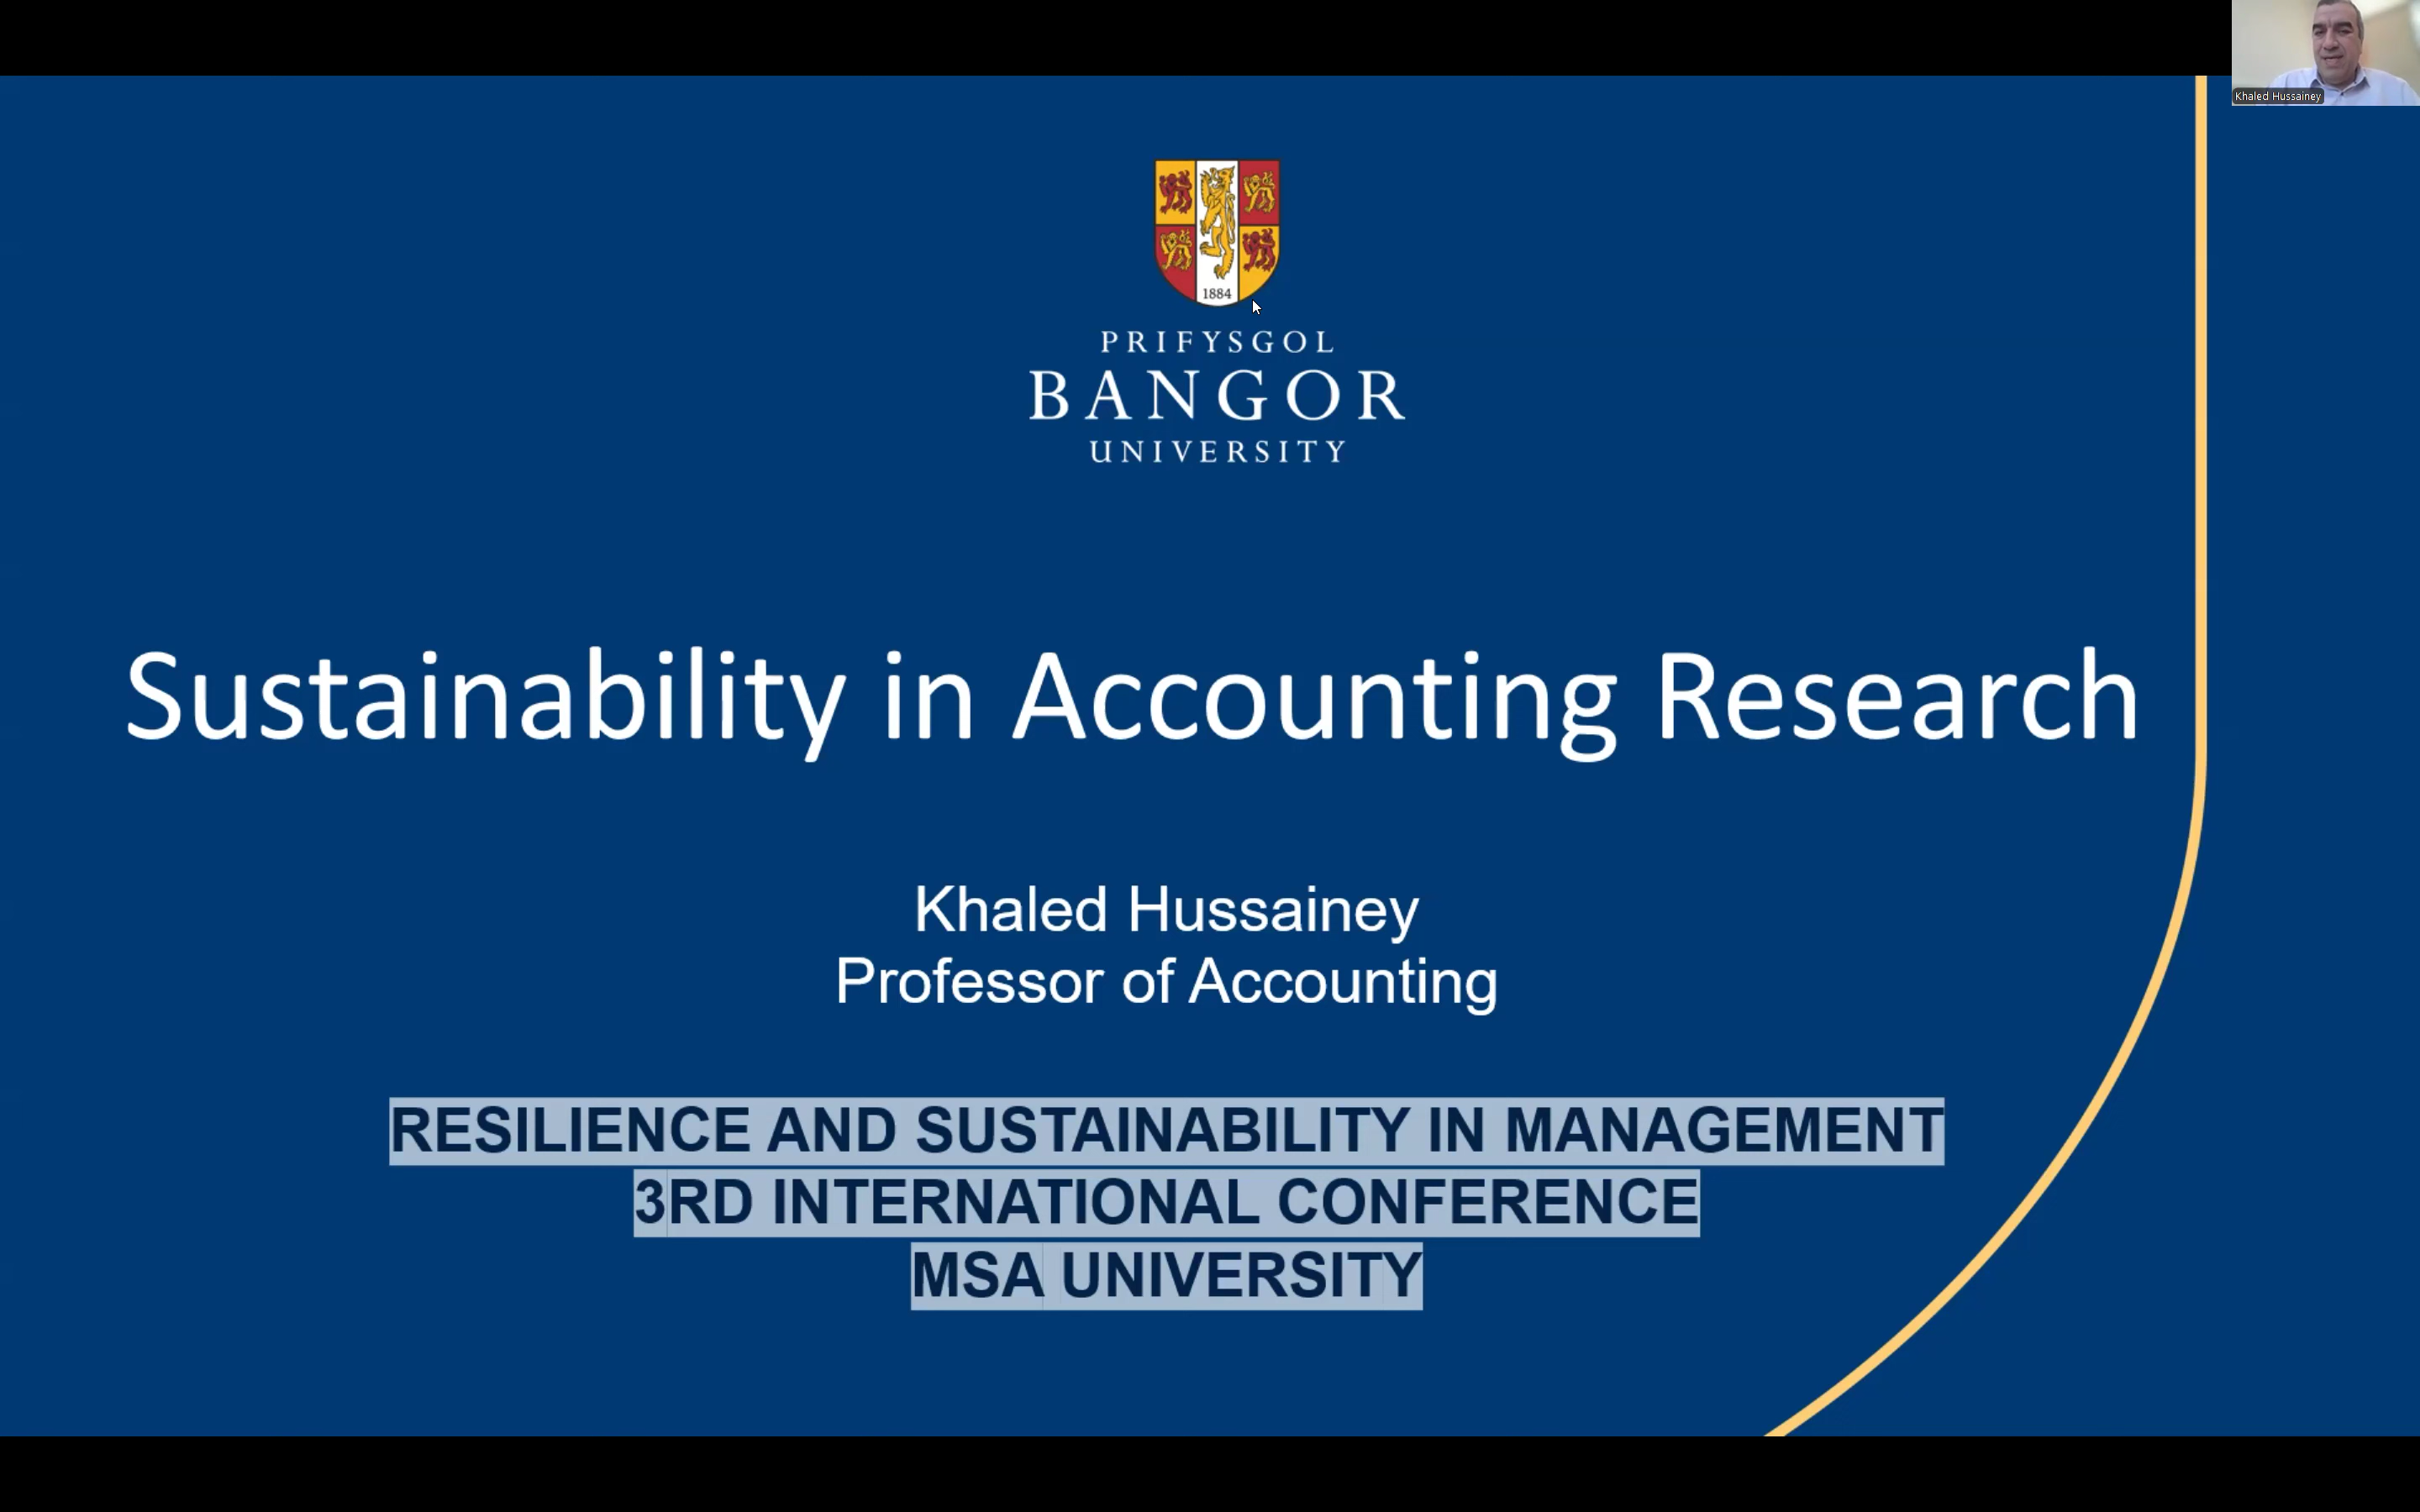 Khaled Hussainey
1884
PRIFYSGOL
BANGOR
UNIVERSITY
Sustainability in Accounting Research
Khaled Hussainey
Professor of Accounting
RESILIENCE AND SUSTAINABILITY IN MANAGEMENT
3RD INTERNATIONAL CONFERENCE
MSA UNIVERSITY